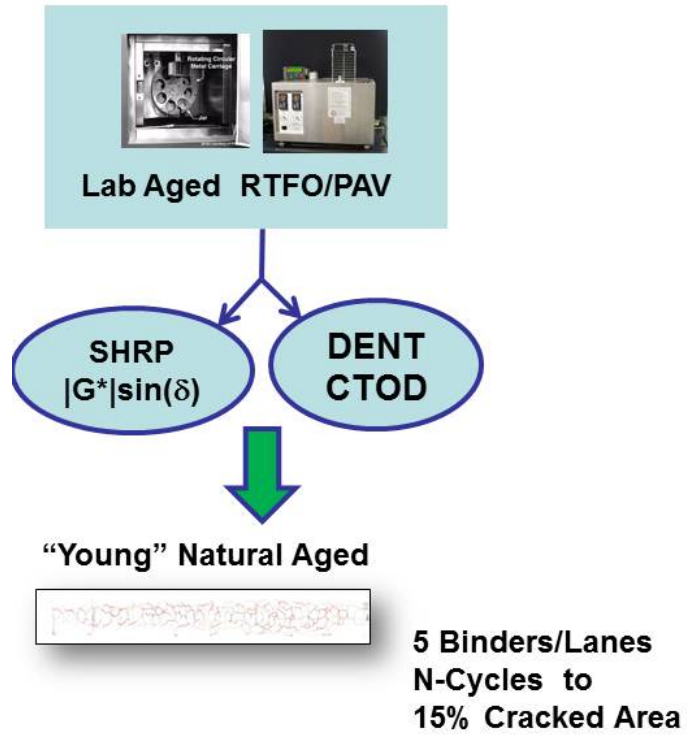 Rotating Circular
Metal Carriage
Jet
Lab Aged RTFO/PAV
SHRP
|G*|sin(δ)
DENT
CTOD
“Young” Natural Aged
5 Binders/Lanes
N-Cycles to
15% Cracked Area